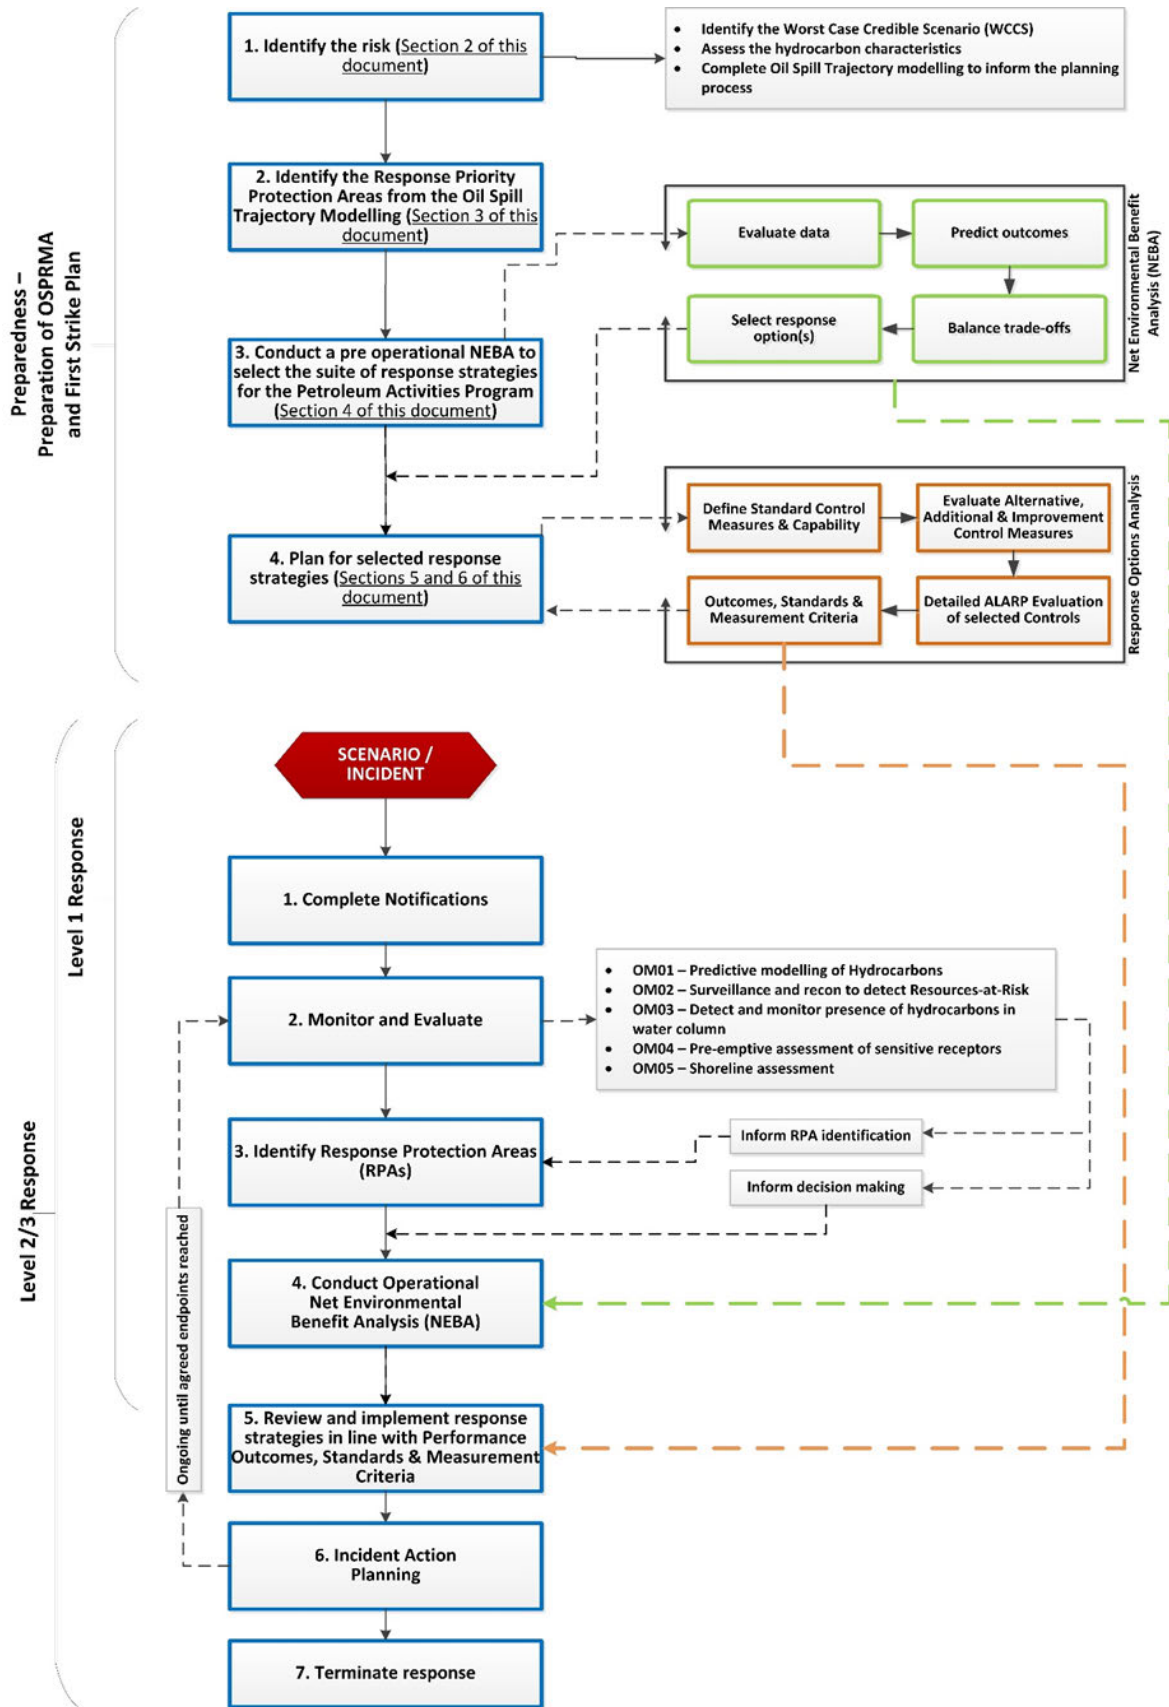 Preparedness –
Preparation of OSPRMA
and First Strike Plan
1. Identify the risk (Section 2 of this
document)
• Identify the Worst Case Credible Scenario (WCCS)
• Assess the hydrocarbon characteristics
• Complete Oil Spill Trajectory modelling to inform the planning
process
2. Identify the Response Priority
Protection Areas from the Oil Spill
Trajectory Modelling (Section 3 of this
document)
Evaluate data
Predict outcomes
Select response
option(s)
Balance trade-offs
Net Environmental Benefit
Analysis (NEBA)
3. Conduct a pre operational NEBA to
select the suite of response strategies
for the Petroleum Activities Program
(Section 4 of this document)
4. Plan for selected response
strategies (Sections 5 and 6 of this
document)
Define Standard Control
Measures & Capability
Evaluate Alternative,
Additional & Improvement
Control Measures
Outcomes, Standards &
Measurement Criteria
Detailed ALARP Evaluation
of selected Controls
Response Options Analysis
Level 1 Response
Level 2/3 Response
SCENARIO /
INCIDENT
1. Complete Notifications
2. Monitor and Evaluate
• OM01 – Predictive modelling of Hydrocarbons
• OM02 – Surveillance and recon to detect Resources-at-Risk
• OM03 – Detect and monitor presence of hydrocarbons in
water column
• OM04 – Pre-emptive assessment of sensitive receptors
• OM05 – Shoreline assessment
3. Identify Response Protection Areas
(RPAs)
Inform RPA identification
Inform decision making
4. Conduct Operational
Net Environmental
Benefit Analysis (NEBA)
Ongoing until agreed endpoints reached
5. Review and implement response
strategies in line with Performance
Outcomes, Standards & Measurement
Criteria
6. Incident Action
Planning
7. Terminate response